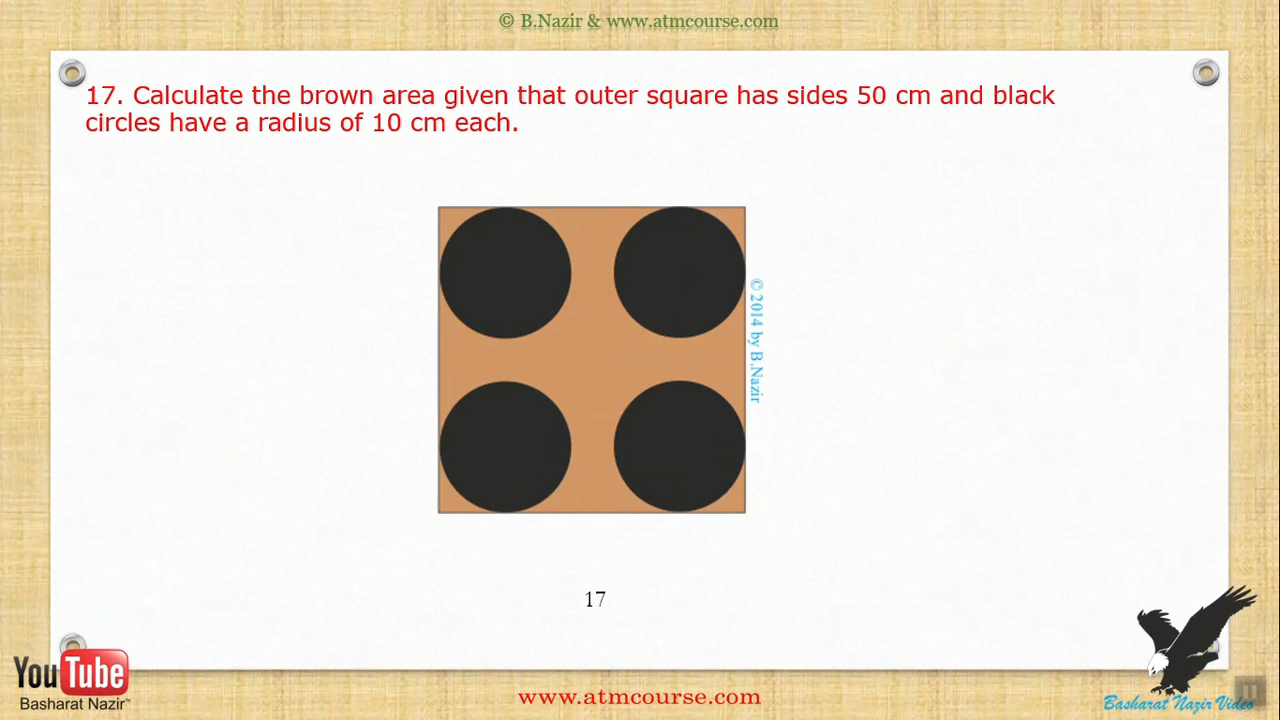 © B.Nazir & www.atmcourse.com
17. Calculate the brown area given that outer square has sides 50 cm and black
circles have a radius of 10 cm each.
© 2014 by B.Nazir
17
YouTube
Basharat Nazir™
www.atmcourse.com
Basharat Nazir Video